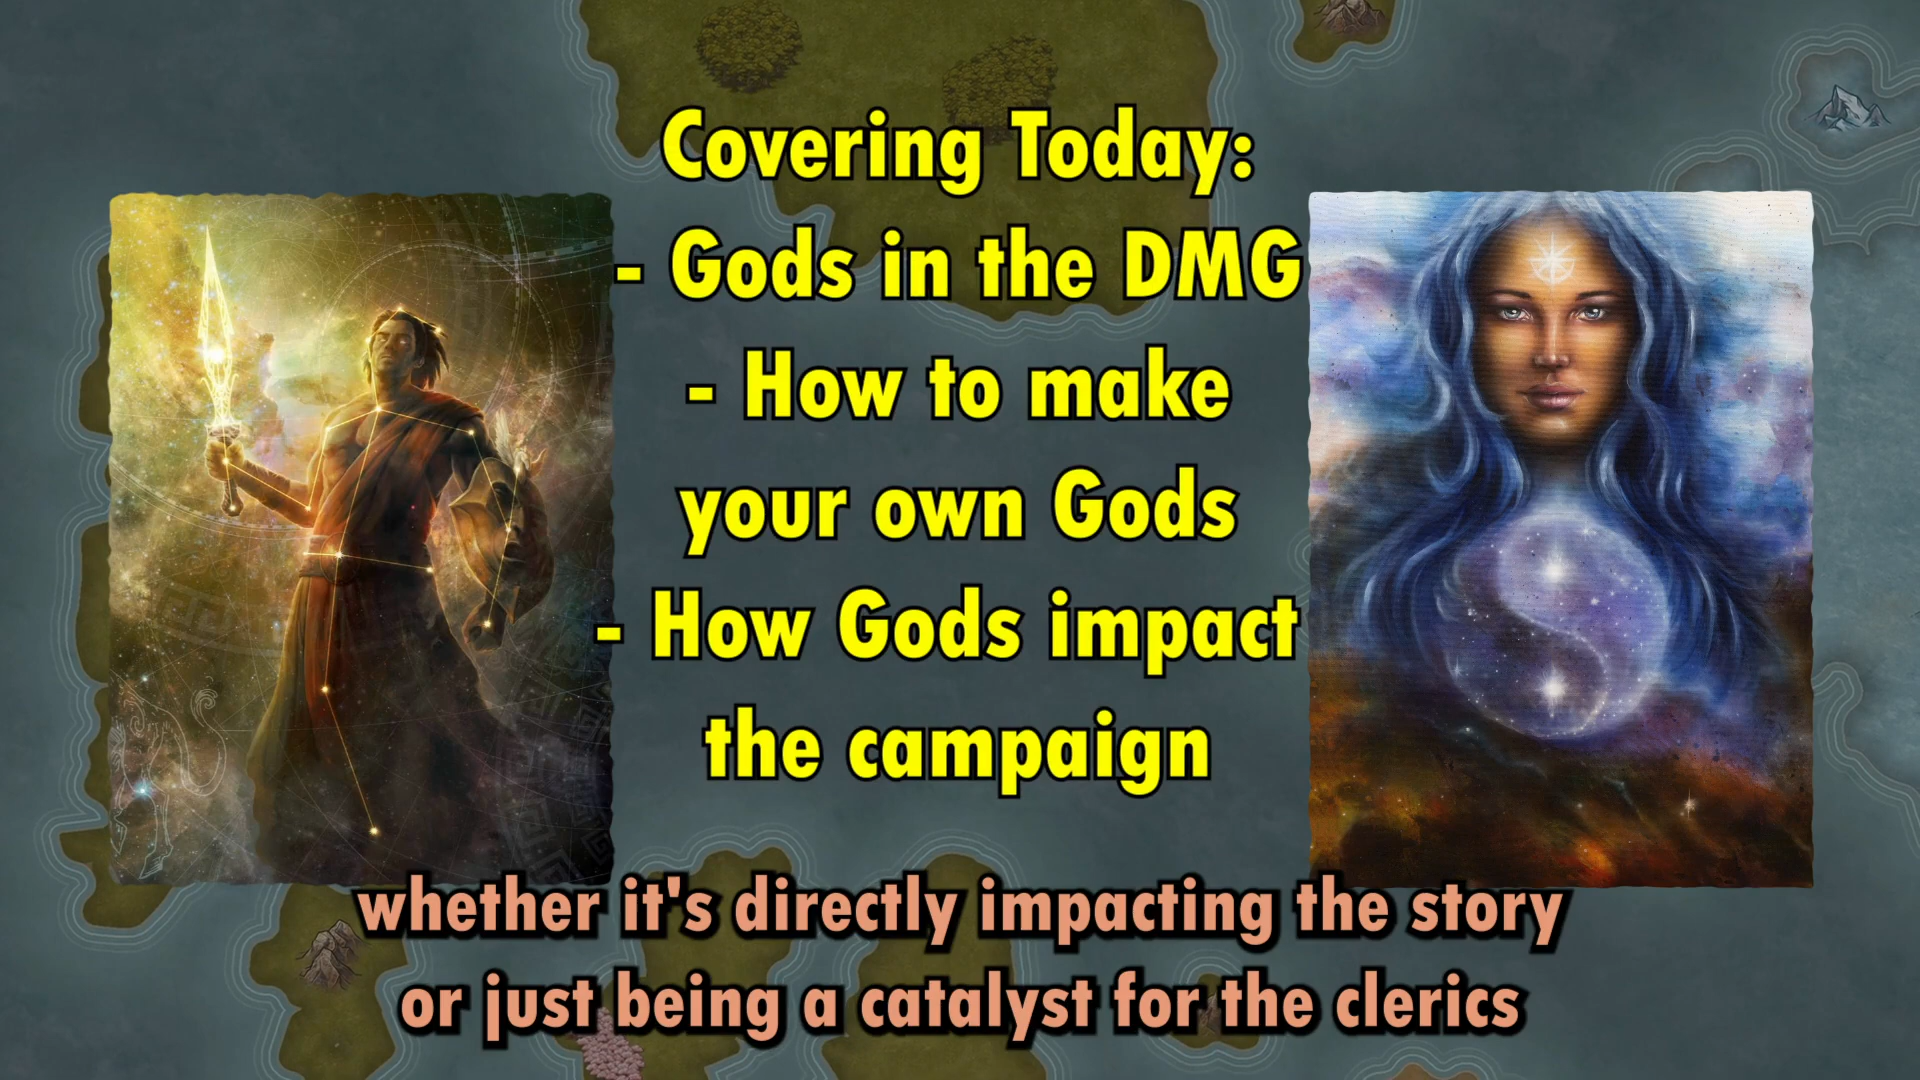 Covering Today:
- Gods in the DMG
- How to make
your own Gods
- How Gods impact
the campaign
whether it's directly impacting the story
or just being a catalyst for the clerics